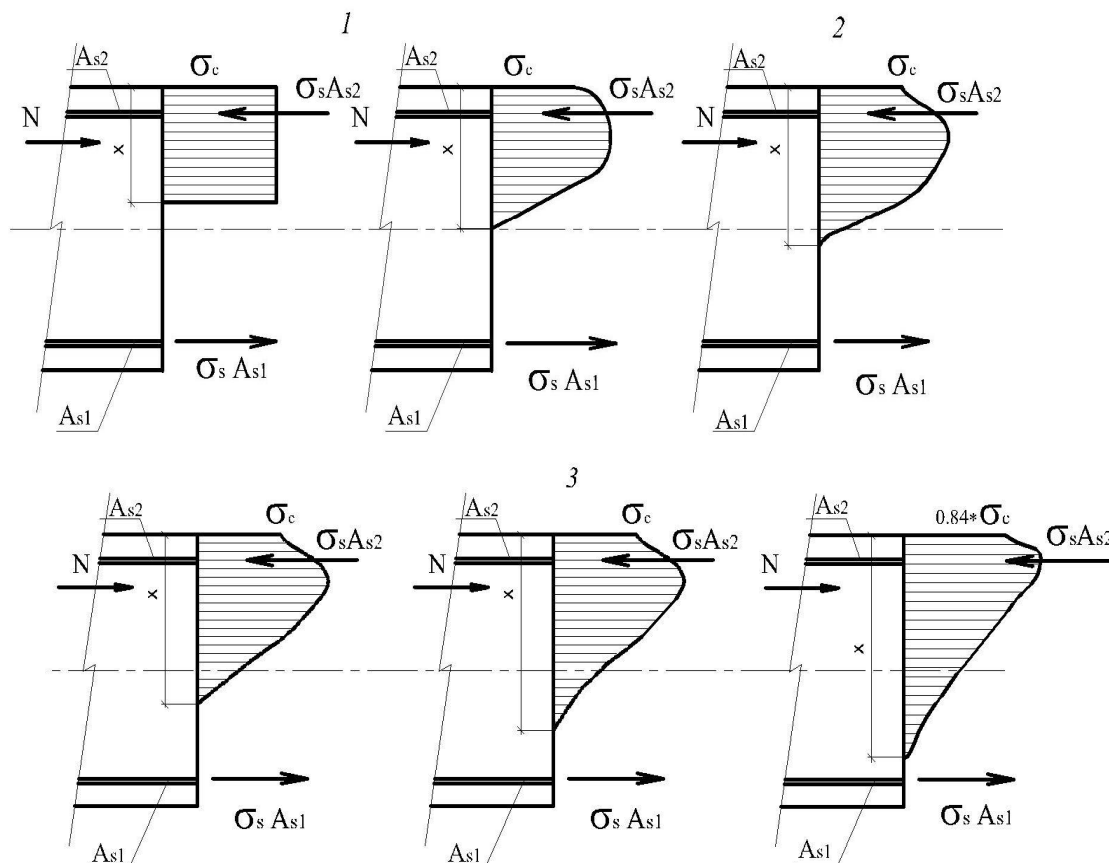 1
2
As2
σc
σsAs2
N
x
σs As1
As1
As2
σc
σsAs2
N
x
σs As1
As1
As2
σc
σsAs2
N
x
σs As1
As1
3
As2
σc
σsAs2
N
x
σs As1
As1
As2
σc
σsAs2
N
x
σs As1
As1
As2
0.84*σc
σsAs2
N
x
σs As1
As1